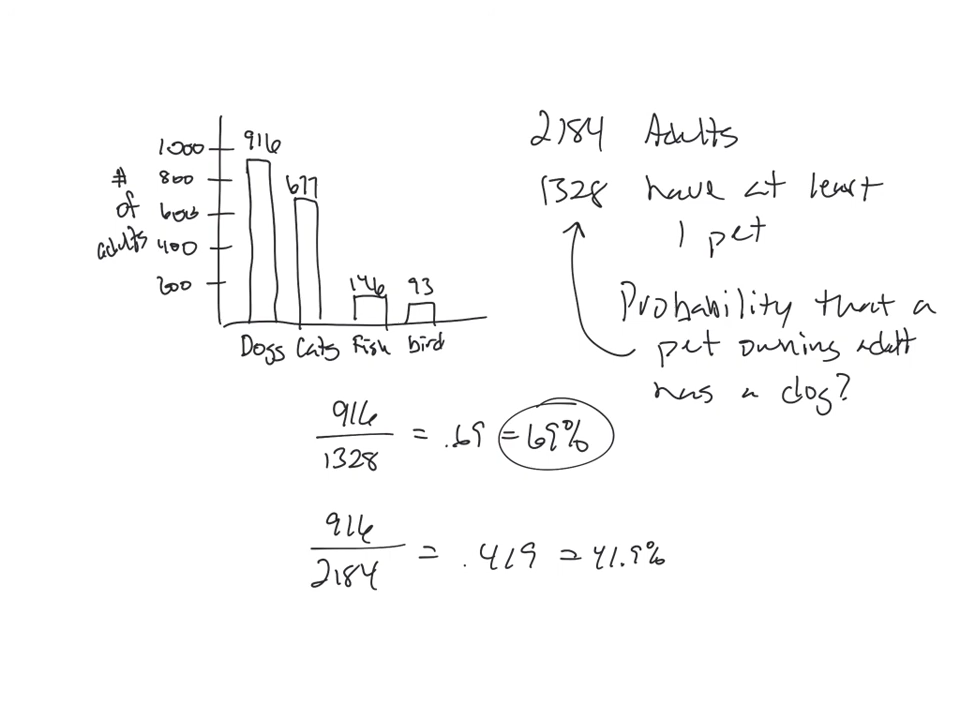 2184 Adults
1328 have at least
1 pet
Probability that a
pet owning adult
has a dog?
# of adults
1000
800
600
400
200
916
677
146
93
Dogs Cats Fish bird
916
1328
= .69 = 69%
916
2184
= .419 = 41.9%